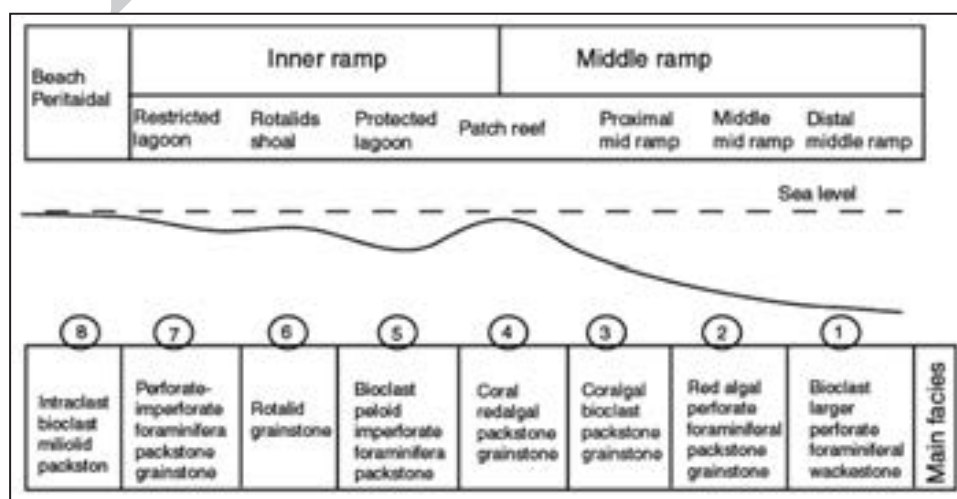 Inner ramp
Middle ramp
Beach
Peritaidal
Restricted
lagoon
Rotalids
shoal
Protected
lagoon
Patch reef
Proximal
mid ramp
Middle
mid ramp
Distal
middle ramp
Sea level
8
7
6
5
4
3
2
1
Intraclast
bioclast
miliolid
packston
Perforate-
imperforate
foraminifera
packstone
grainstone
Rotalid
grainstone
Bioclast
peloid
imperforate
foraminifera
packstone
Coral
redalgal
packstone
grainstone
Coralgal
bioclast
packstone
grainstone
Red algal
perforate
foraminiferal
packstone
grainstone
Bioclast
larger
perforate
foraminiferal
wackestone
Main facies